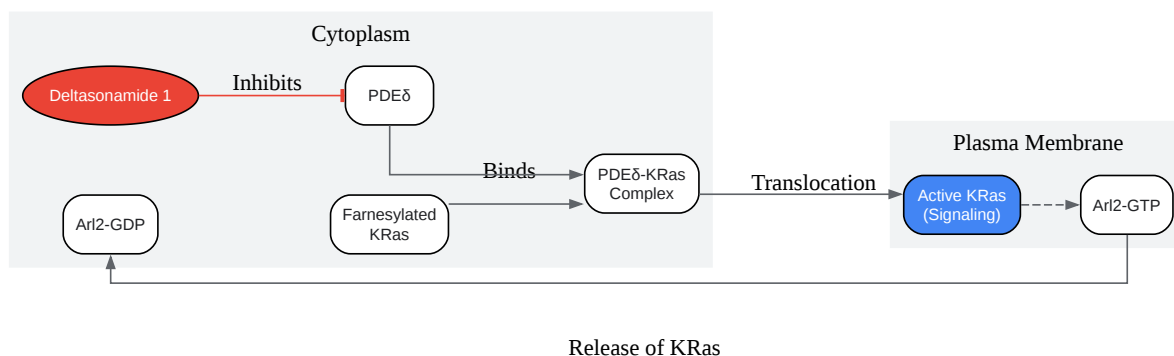 Cytoplasm
Deltasonamide 1
Inhibits
PDEδ
Binds
PDEδ-KRas
Complex
Arl2-GDP
Farnesylated
KRas
Translocation
Plasma Membrane
Active KRas
(Signaling)
Arl2-GTP
Release of KRas